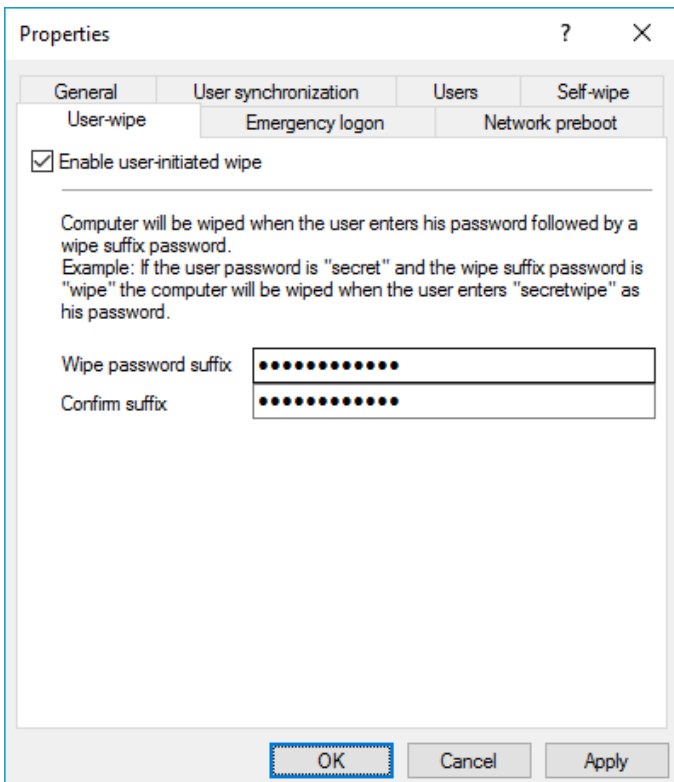 Properties
?
General
User synchronization
Users
Self-wipe
User-wipe
Emergency logon
Network preboot
Enable user-initiated wipe
Computer will be wiped when the user enters his password followed by a
wipe suffix password.
Example: If the user password is "secret" and the wipe suffix password is
"wipe" the computer will be wiped when the user enters "secretwipe" as
his password.
Wipe password suffix ●●●●●●●●●●●●
Confirm suffix ●●●●●●●●●●●●
OK
Cancel
Apply